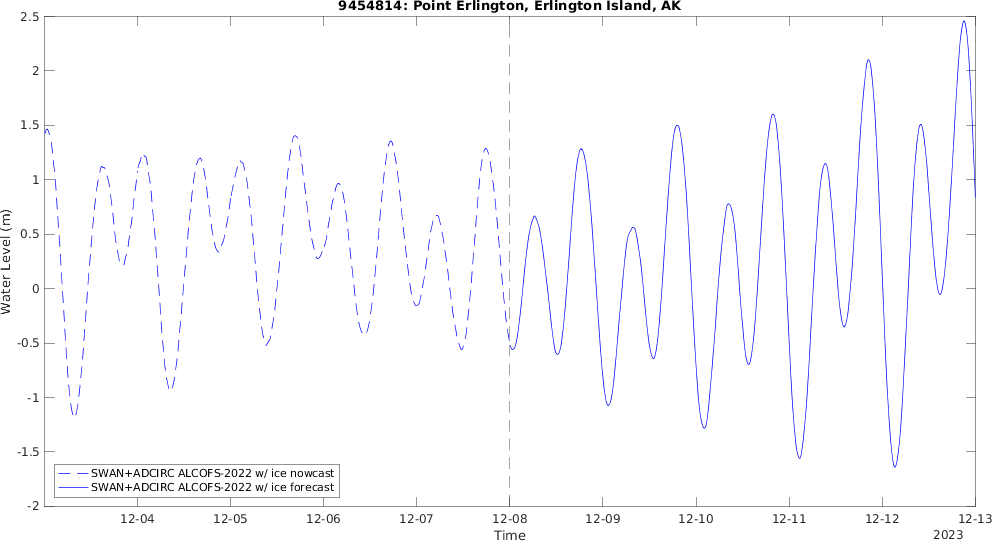 9454814: Point Erlington, Erlington Island, AK
2.5
2
1.5
1
0.5
0
-0.5
-1
-1.5
-2
Water Level (m)
SWAN+ADCIRC ALCOFS-2022 w/ ice nowcast
SWAN+ADCIRC ALCOFS-2022 w/ ice forecast
12-04 12-05 12-06 12-07 12-08 12-09 12-10 12-11 12-12 12-13
Time
2023